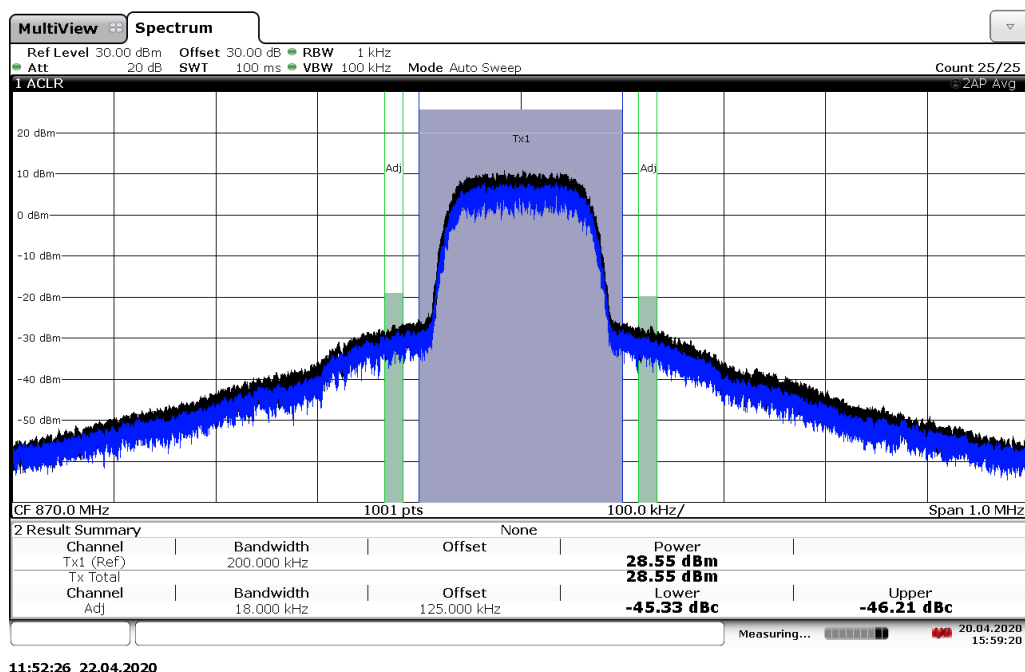 MultiView Spectrum
Ref Level 30.00 dBm Offset 30.00 dB RBW 1 kHz
Att 20 dB SWT 100 ms VBW 100 kHz Mode Auto Sweep Count 25/25
1 ACLR 2AP Avg
20 dBm
Tx1
Adj Adj
10 dBm
0 dBm
-10 dBm
-20 dBm
-30 dBm
-40 dBm
-50 dBm
CF 870.0 MHz 1001 pts 100.0 kHz/ Span 1.0 MHz
2 Result Summary None
Channel Bandwidth Offset Power
Tx1 (Ref) 200.000 kHz 28.55 dBm
Tx Total 28.55 dBm
Channel Bandwidth Offset Lower Upper
Adj 18.000 kHz 125.000 kHz -45.33 dBc -46.21 dBc
Measuring... 20.04.2020
15:59:20
11:52:26 22.04.2020